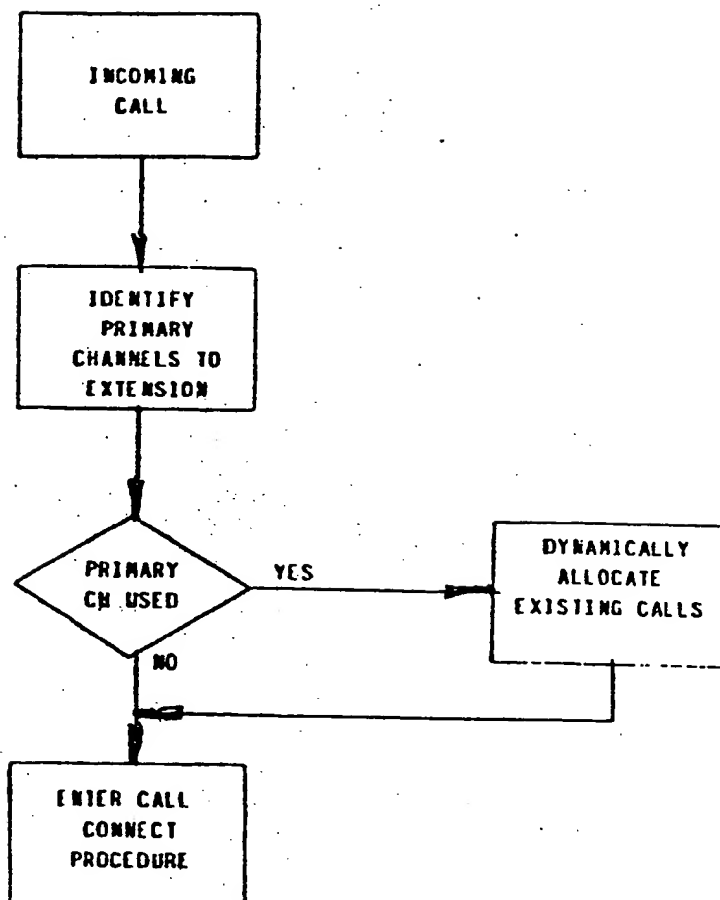 INCOMING
CALL
IDENTIFY
PRIMARY
CHANNELS TO
EXTENSION
PRIMARY
CH USED
YES
DYNAMICALLY
ALLOCATE
EXISTING CALLS
NO
ENTER CALL
CONNECT
PROCEDURE